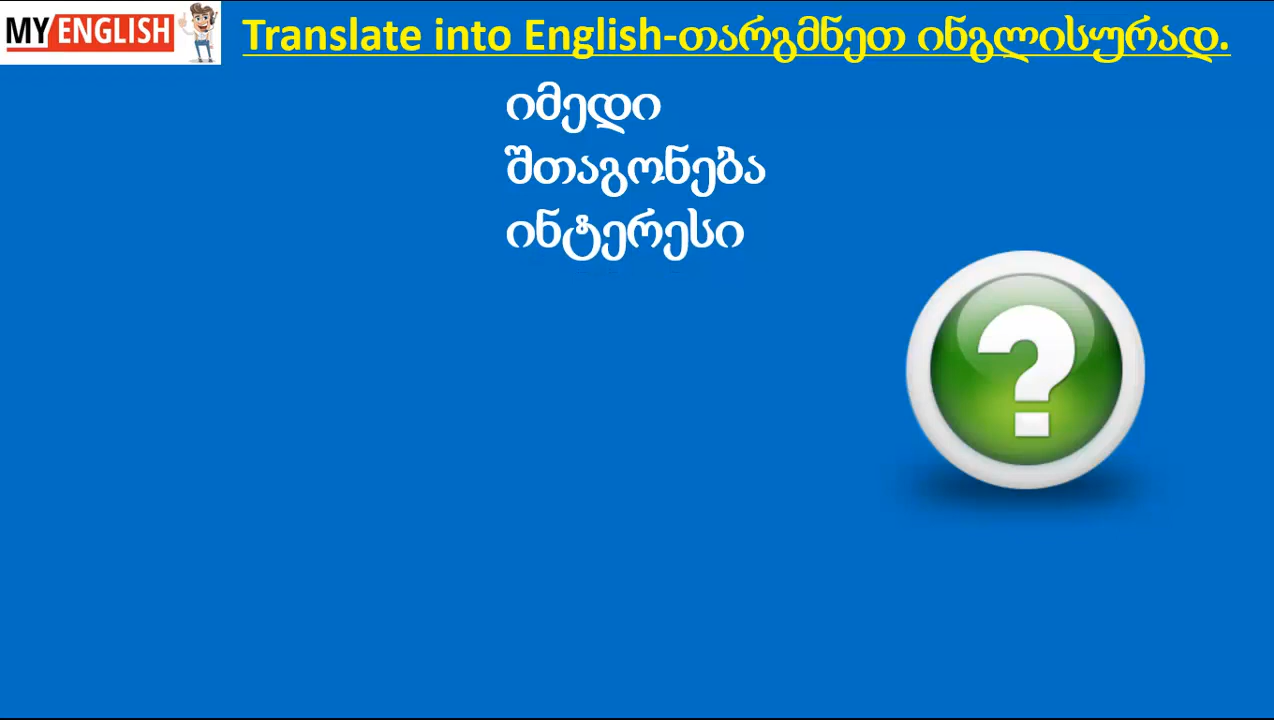 MY ENGLISH
Translate into English-თარგმნეთ ინგლისურად.
იმედი
შთაგონება
ინტერესი
?